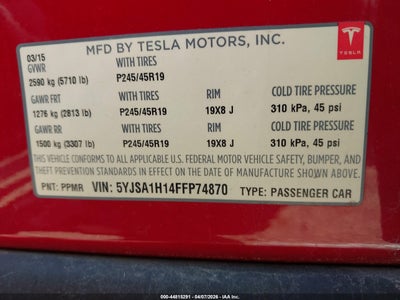 MFD BY TESLA MOTORS, INC.
TESLA
03/15
GVWR WITH TIRES
2590 kg (5710 lb) P245/45R19
GAWR FRT WITH TIRES RIM COLD TIRE PRESSURE
1276 kg (2813 lb) P245/45R19 19X8 J 310 kPa, 45 psi
GAWR RR WITH TIRES RIM COLD TIRE PRESSURE
1500 kg (3307 lb) P245/45R19 19X8 J 310 kPa, 45 psi
THIS VEHICLE CONFORMS TO ALL APPLICABLE U.S. FEDERAL MOTOR VEHICLE SAFETY, BUMPER, AND
THEFT PREVENTION STANDARDS IN EFFECT ON THE DATE OF MANUFACTURE SHOWN ABOVE.
PNT: PPMR VIN: 5YJSA1H14FFP74870 TYPE: PASSENGER CAR
000-44815291 - 04/07/2026 - IAA Inc.